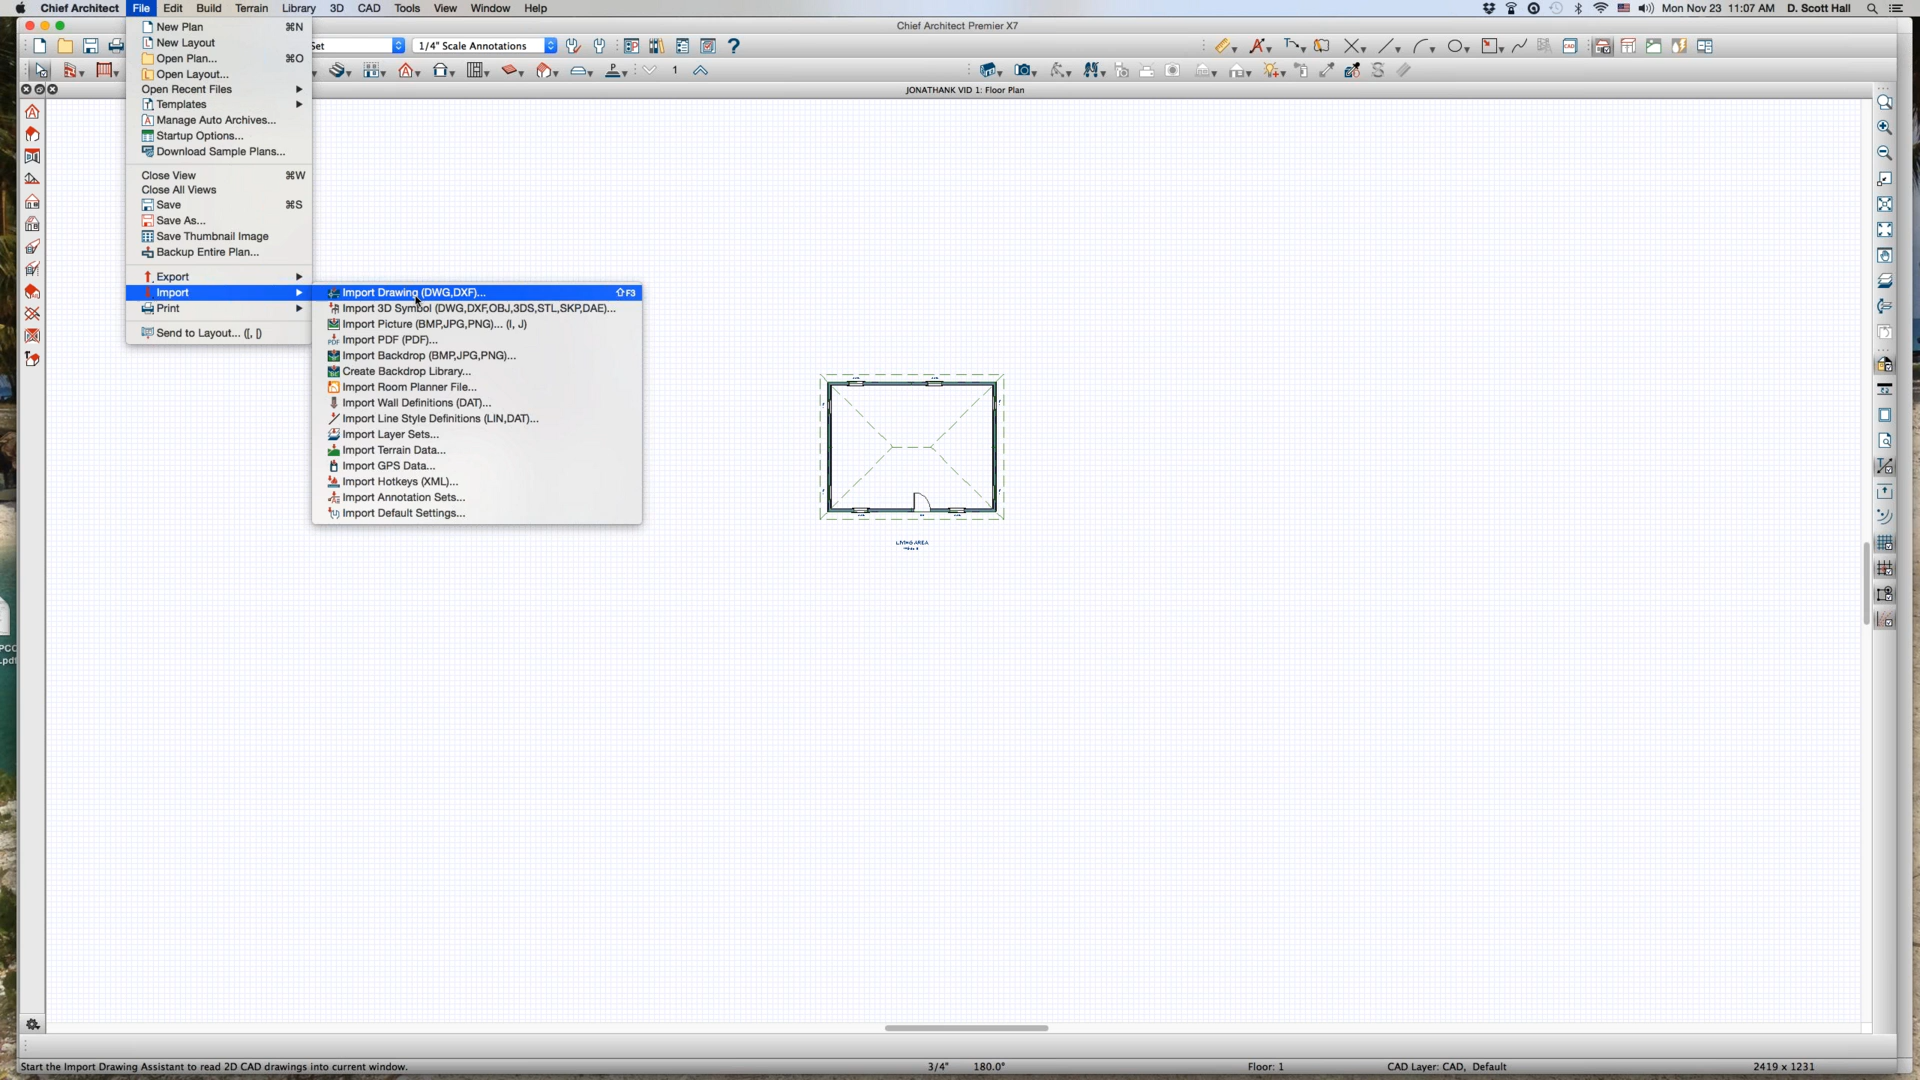 Chief Architect File Edit Build Terrain Library 3D CAD Tools View Window Help Mon Nov 23 11:07 AM D. Scott Hall
Chief Architect Premier X7
New Plan ⌘N
New Layout
Open Plan... ⌘O
Open Layout...
Open Recent Files
Templates
Manage Auto Archives...
Startup Options...
Download Sample Plans...
Close View ⌘W
Close All Views
Save ⌘S
Save As...
Save Thumbnail Image
Backup Entire Plan...
Export
Import
Print
Send to Layout... ([, [)
Set 1/4" Scale Annotations
1
JONATHANK VID 1: Floor Plan
Import Drawing (DWG,DXF)... ⇧F3
Import 3D Symbol (DWG,DXF,OBJ,3DS,STL,SKP,DAE)...
Import Picture (BMP,JPG,PNG)... (I, J)
Import PDF (PDF)...
Import Backdrop (BMP,JPG,PNG)...
Create Backdrop Library...
Import Room Planner File...
Import Wall Definitions (DAT)...
Import Line Style Definitions (LIN,DAT)...
Import Layer Sets...
Import Terrain Data...
Import GPS Data...
Import Hotkeys (XML)...
Import Annotation Sets...
Import Default Settings...
LIVING AREA
PCO
.pdf
Start the Import Drawing Assistant to read 2D CAD drawings into current window. 3/4" 180.0° Floor: 1 CAD Layer: CAD, Default 2419 x 1231